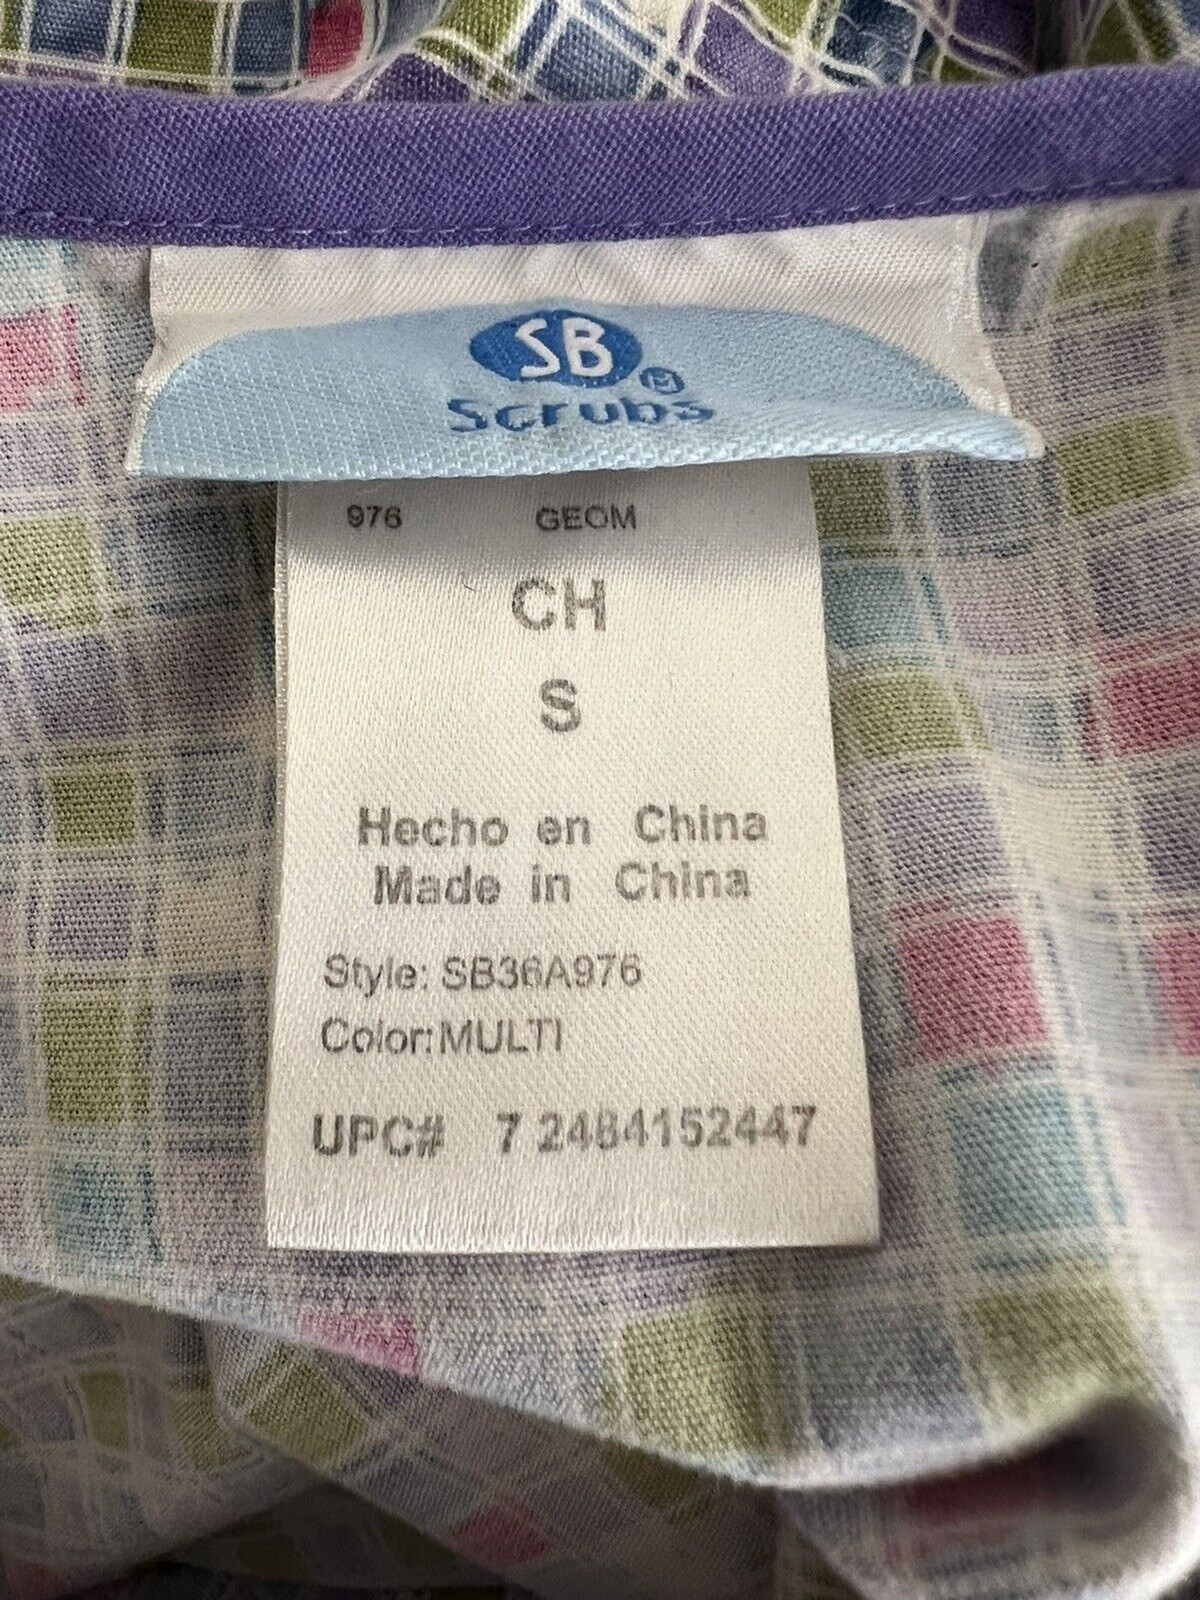 SB®
Scrubs
976 GEOM
CH
S
Hecho en China
Made in China
Style: SB36A976
Color:MULTI
UPC# 7 2484152447